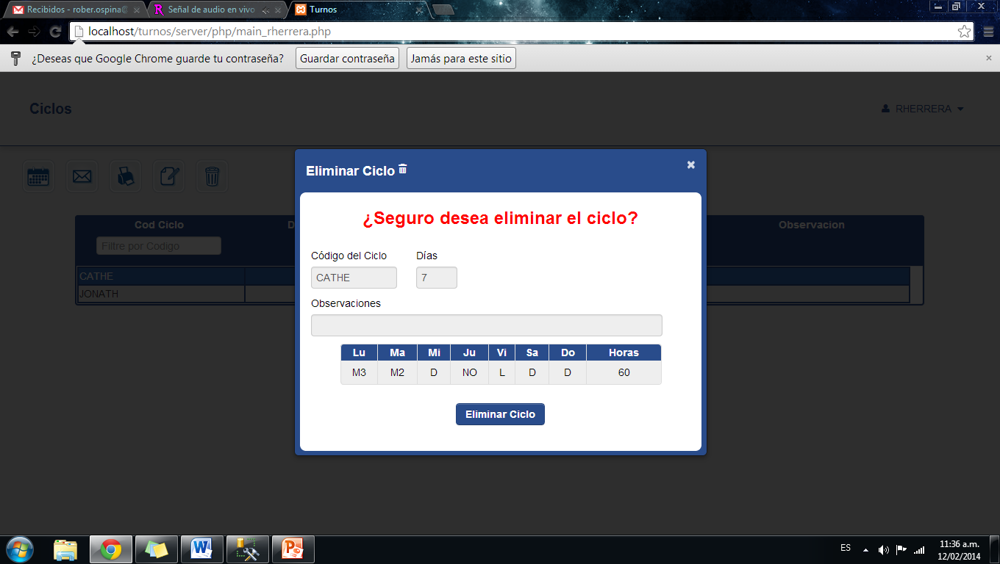 Recibidos - rober.ospina@
Señal de audio en vivo
Turnos
localhost/turnos/server/php/main_rherrera.php
¿Deseas que Google Chrome guarde tu contraseña? Guardar contraseña Jamás para este sitio
Ciclos
RHERRERA
Eliminar Ciclo
¿Seguro desea eliminar el ciclo?
Cod Ciclo D Observacion
Filtre por Codigo
CATHE
JONATH
Código del Ciclo Días
CATHE 7
Observaciones
Lu Ma Mi Ju Vi Sa Do Horas
M3 M2 D NO L D D 60
Eliminar Ciclo
ES
11:36 a.m.
12/02/2014